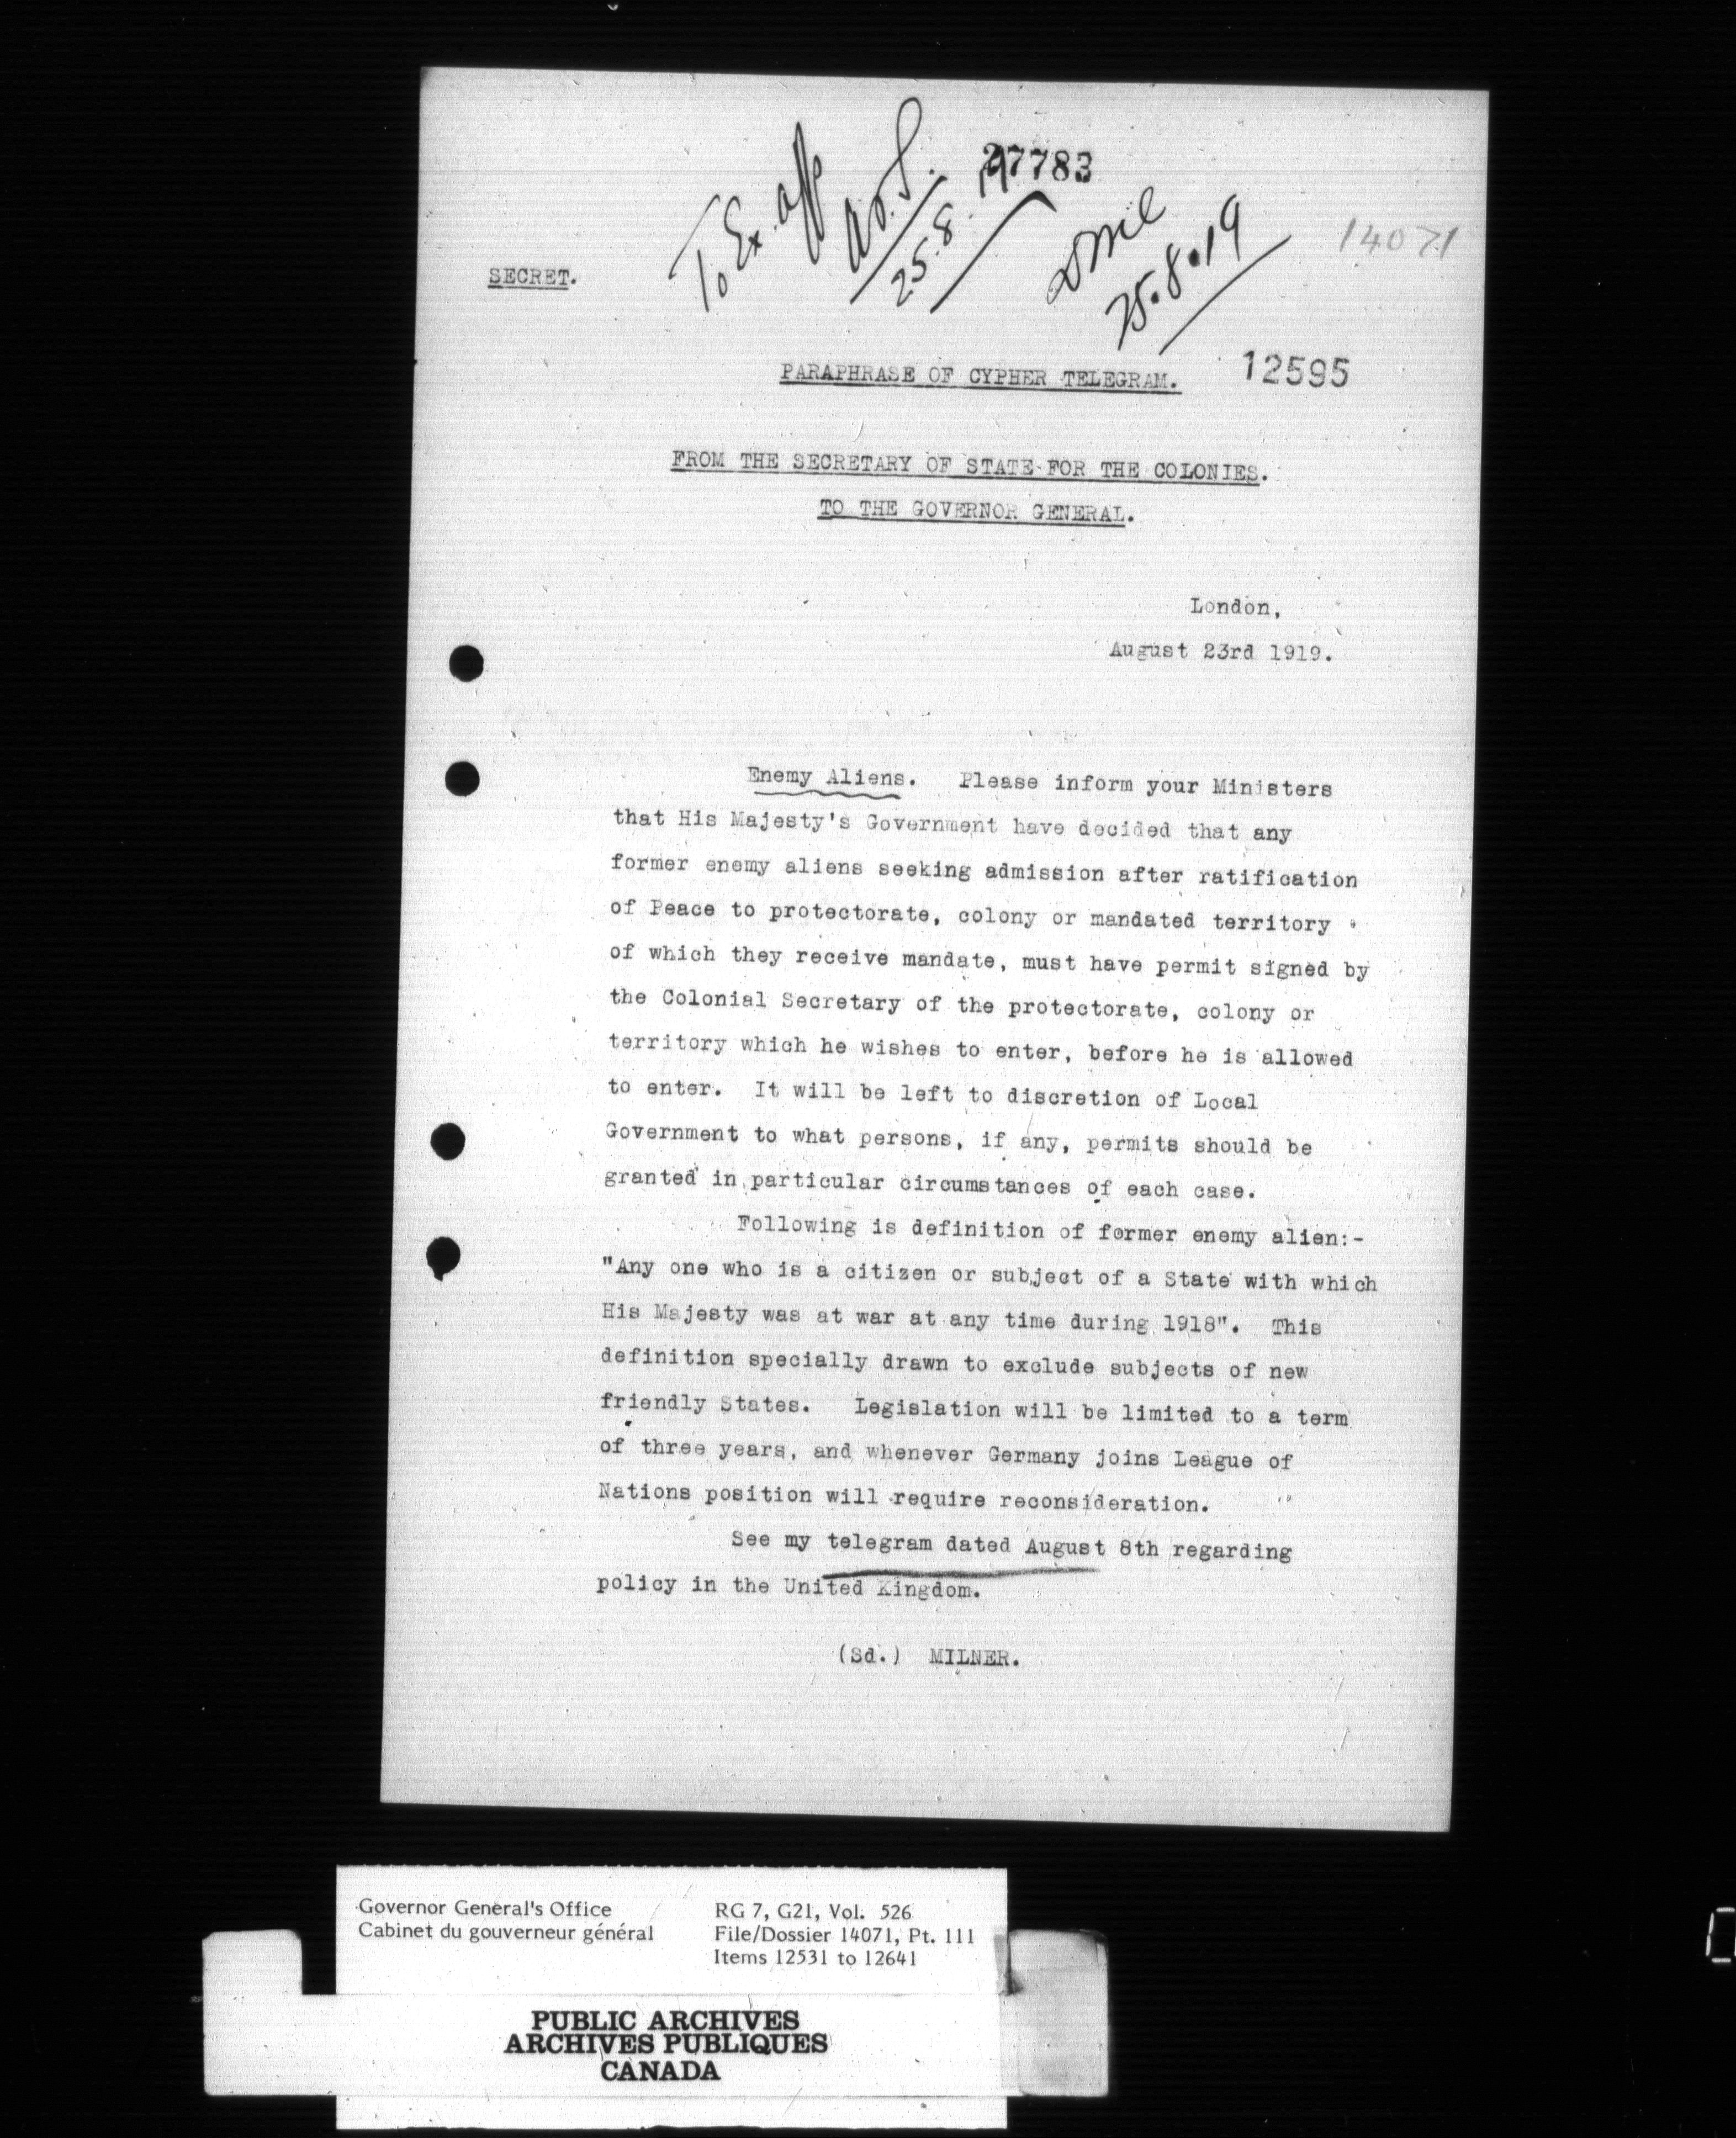 27783
To Ex. affs
25.8.19
25.8.19
14071
SECRET.
PARAPHRASE OF CYPHER TELEGRAM.
12595
FROM THE SECRETARY OF STATE FOR THE COLONIES.
TO THE GOVERNOR GENERAL.
London,
August 23rd 1919.
Enemy Aliens. Please inform your Ministers
that His Majesty's Government have decided that any
former enemy aliens seeking admission after ratification
of Peace to protectorate, colony or mandated territory
of which they receive mandate, must have permit signed by
the Colonial Secretary of the protectorate, colony or
territory which he wishes to enter, before he is allowed
to enter. It will be left to discretion of Local
Government to what persons, if any, permits should be
granted in particular circumstances of each case.
Following is definition of former enemy alien:-
"Any one who is a citizen or subject of a State with which
His Majesty was at war at any time during 1918". This
definition specially drawn to exclude subjects of new
friendly States. Legislation will be limited to a term
of three years, and whenever Germany joins League of
Nations position will require reconsideration.
See my telegram dated August 8th regarding
policy in the United Kingdom.
(Sd.) MILNER.
Governor General's Office
Cabinet du gouverneur général
RG 7, G21, Vol. 526
File/Dossier 14071, Pt. 111
Items 12531 to 12641
PUBLIC ARCHIVES
ARCHIVES PUBLIQUES
CANADA